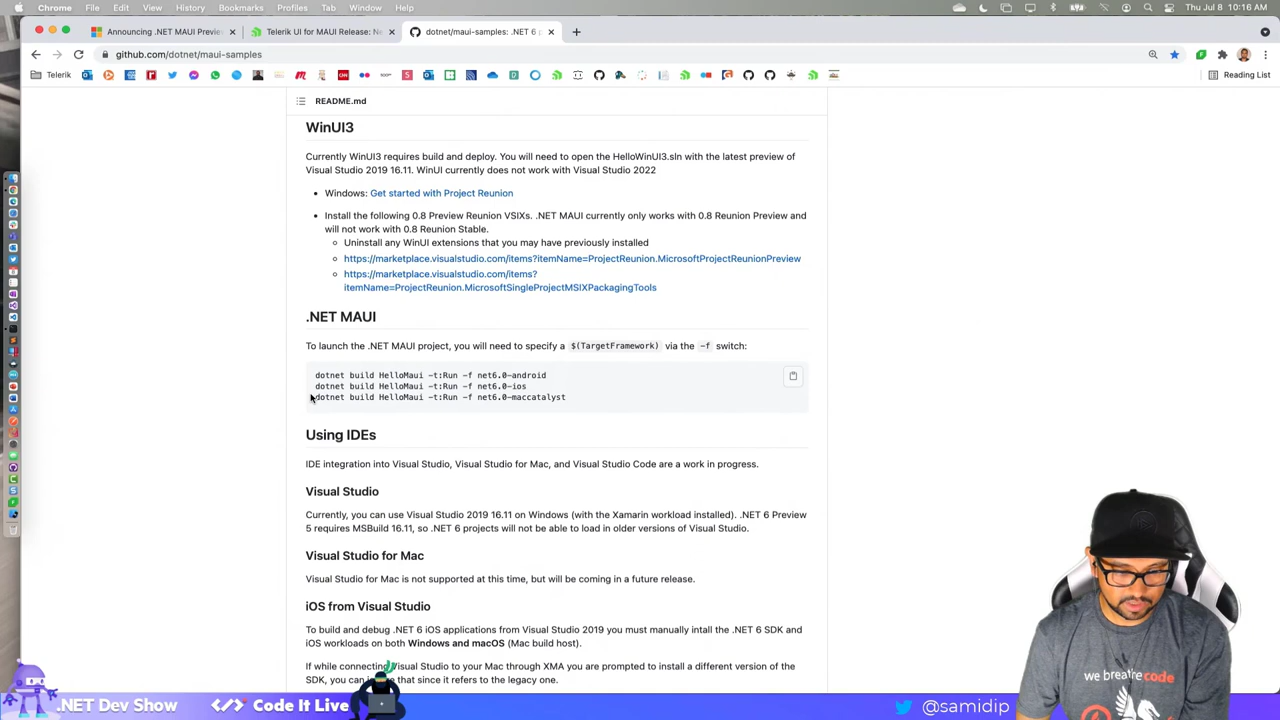 Chrome File Edit View History Bookmarks Profiles Tab Window Help Thu Jul 8 10:16 AM
Announcing .NET MAUI Previe
Telerik UI for MAUI Release: Ne
dotnet/maui-samples: .NET 6 p
github.com/dotnet/maui-samples
Telerik
Reading List
README.md
WinUI3
Currently WinUI3 requires build and deploy. You will need to open the HelloWinUI3.sln with the latest preview of
Visual Studio 2019 16.11. WinUI currently does not work with Visual Studio 2022
• Windows: Get started with Project Reunion
• Install the following 0.8 Preview Reunion VSIXs. .NET MAUI currently only works with 0.8 Reunion Preview and
will not work with 0.8 Reunion Stable.
Uninstall any WinUI extensions that you may have previously installed
https://marketplace.visualstudio.com/items?itemName=ProjectReunion.MicrosoftProjectReunionPreview
https://marketplace.visualstudio.com/items?
itemName=ProjectReunion.MicrosoftSingleProjectMSIXPackagingTools
.NET MAUI
To launch the .NET MAUI project, you will need to specify a $(TargetFramework) via the -f switch:
dotnet build HelloMaui -t:Run -f net6.0-android
dotnet build HelloMaui -t:Run -f net6.0-ios
dotnet build HelloMaui -t:Run -f net6.0-maccatalyst
Using IDEs
IDE integration into Visual Studio, Visual Studio for Mac, and Visual Studio Code are a work in progress.
Visual Studio
Currently, you can use Visual Studio 2019 16.11 on Windows (with the Xamarin workload installed). .NET 6 Preview
5 requires MSBuild 16.11, so .NET 6 projects will not be able to load in older versions of Visual Studio.
Visual Studio for Mac
Visual Studio for Mac is not supported at this time, but will be coming in a future release.
iOS from Visual Studio
To build and debug .NET 6 iOS applications from Visual Studio 2019 you must manually intall the .NET 6 SDK and
iOS workloads on both Windows and macOS (Mac build host).
If while connecting Visual Studio to your Mac through XMA you are prompted to install a different version of the
SDK, you can that since it refers to the legacy one.
we breathe code
.NET Dev Show
</> Code It Live
@samidip